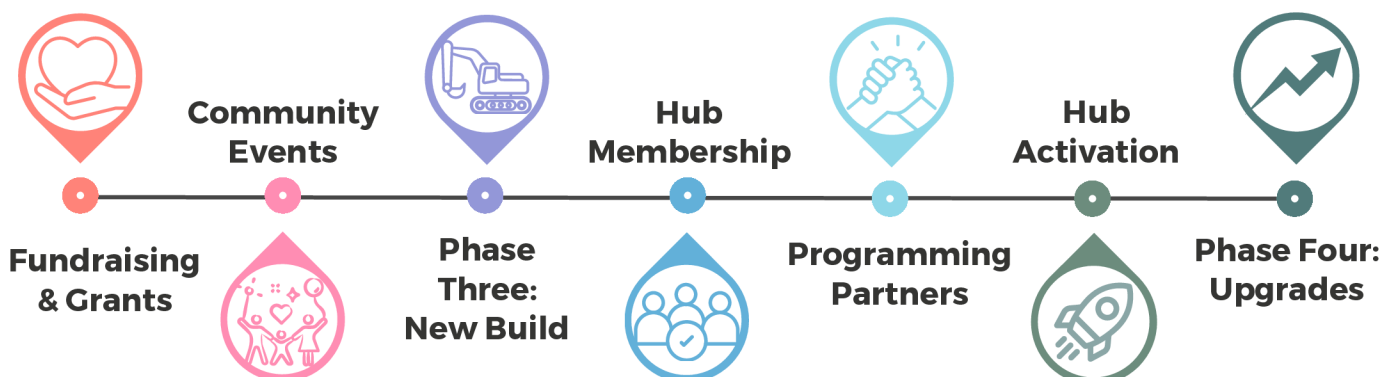 Fundraising
& Grants
Community
Events
Phase
Three:
New Build
Hub
Membership
Programming
Partners
Hub
Activation
Phase Four:
Upgrades